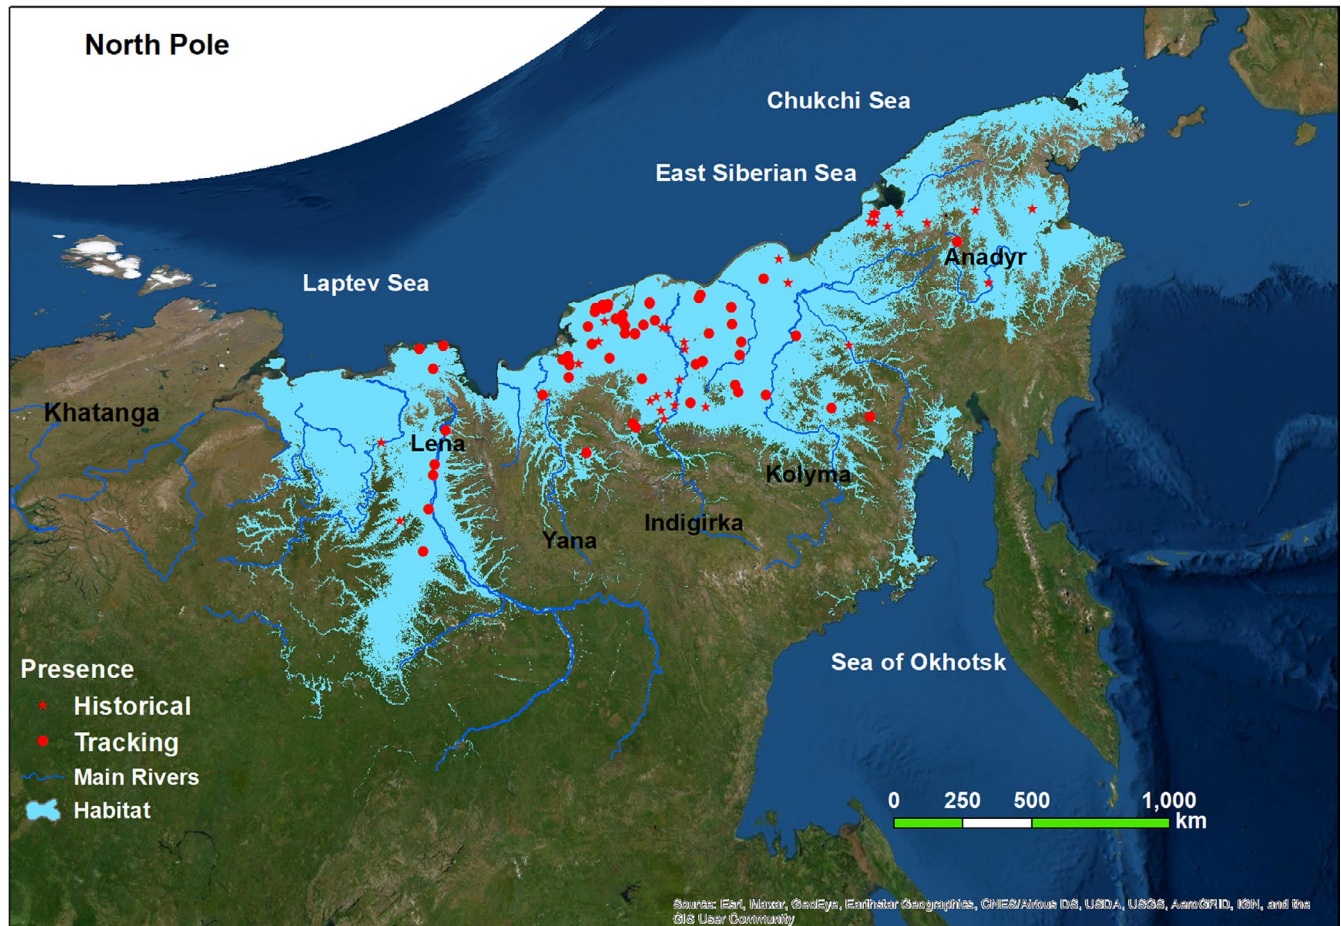 North Pole
Chukchi Sea
East Siberian Sea
Laptev Sea
Anadyr
Khatanga
Lena
Kolyma
Indigirka
Yana
Sea of Okhotsk
Presence
Historical
Tracking
Main Rivers
Habitat
0 250 500 1,000
km
Source: Esri, Maxar, GeoEye, Earthstar Geographics, CNES/Airbus DS, USDA, USGS, AeroGRID, IGN, and the
GIS User Community